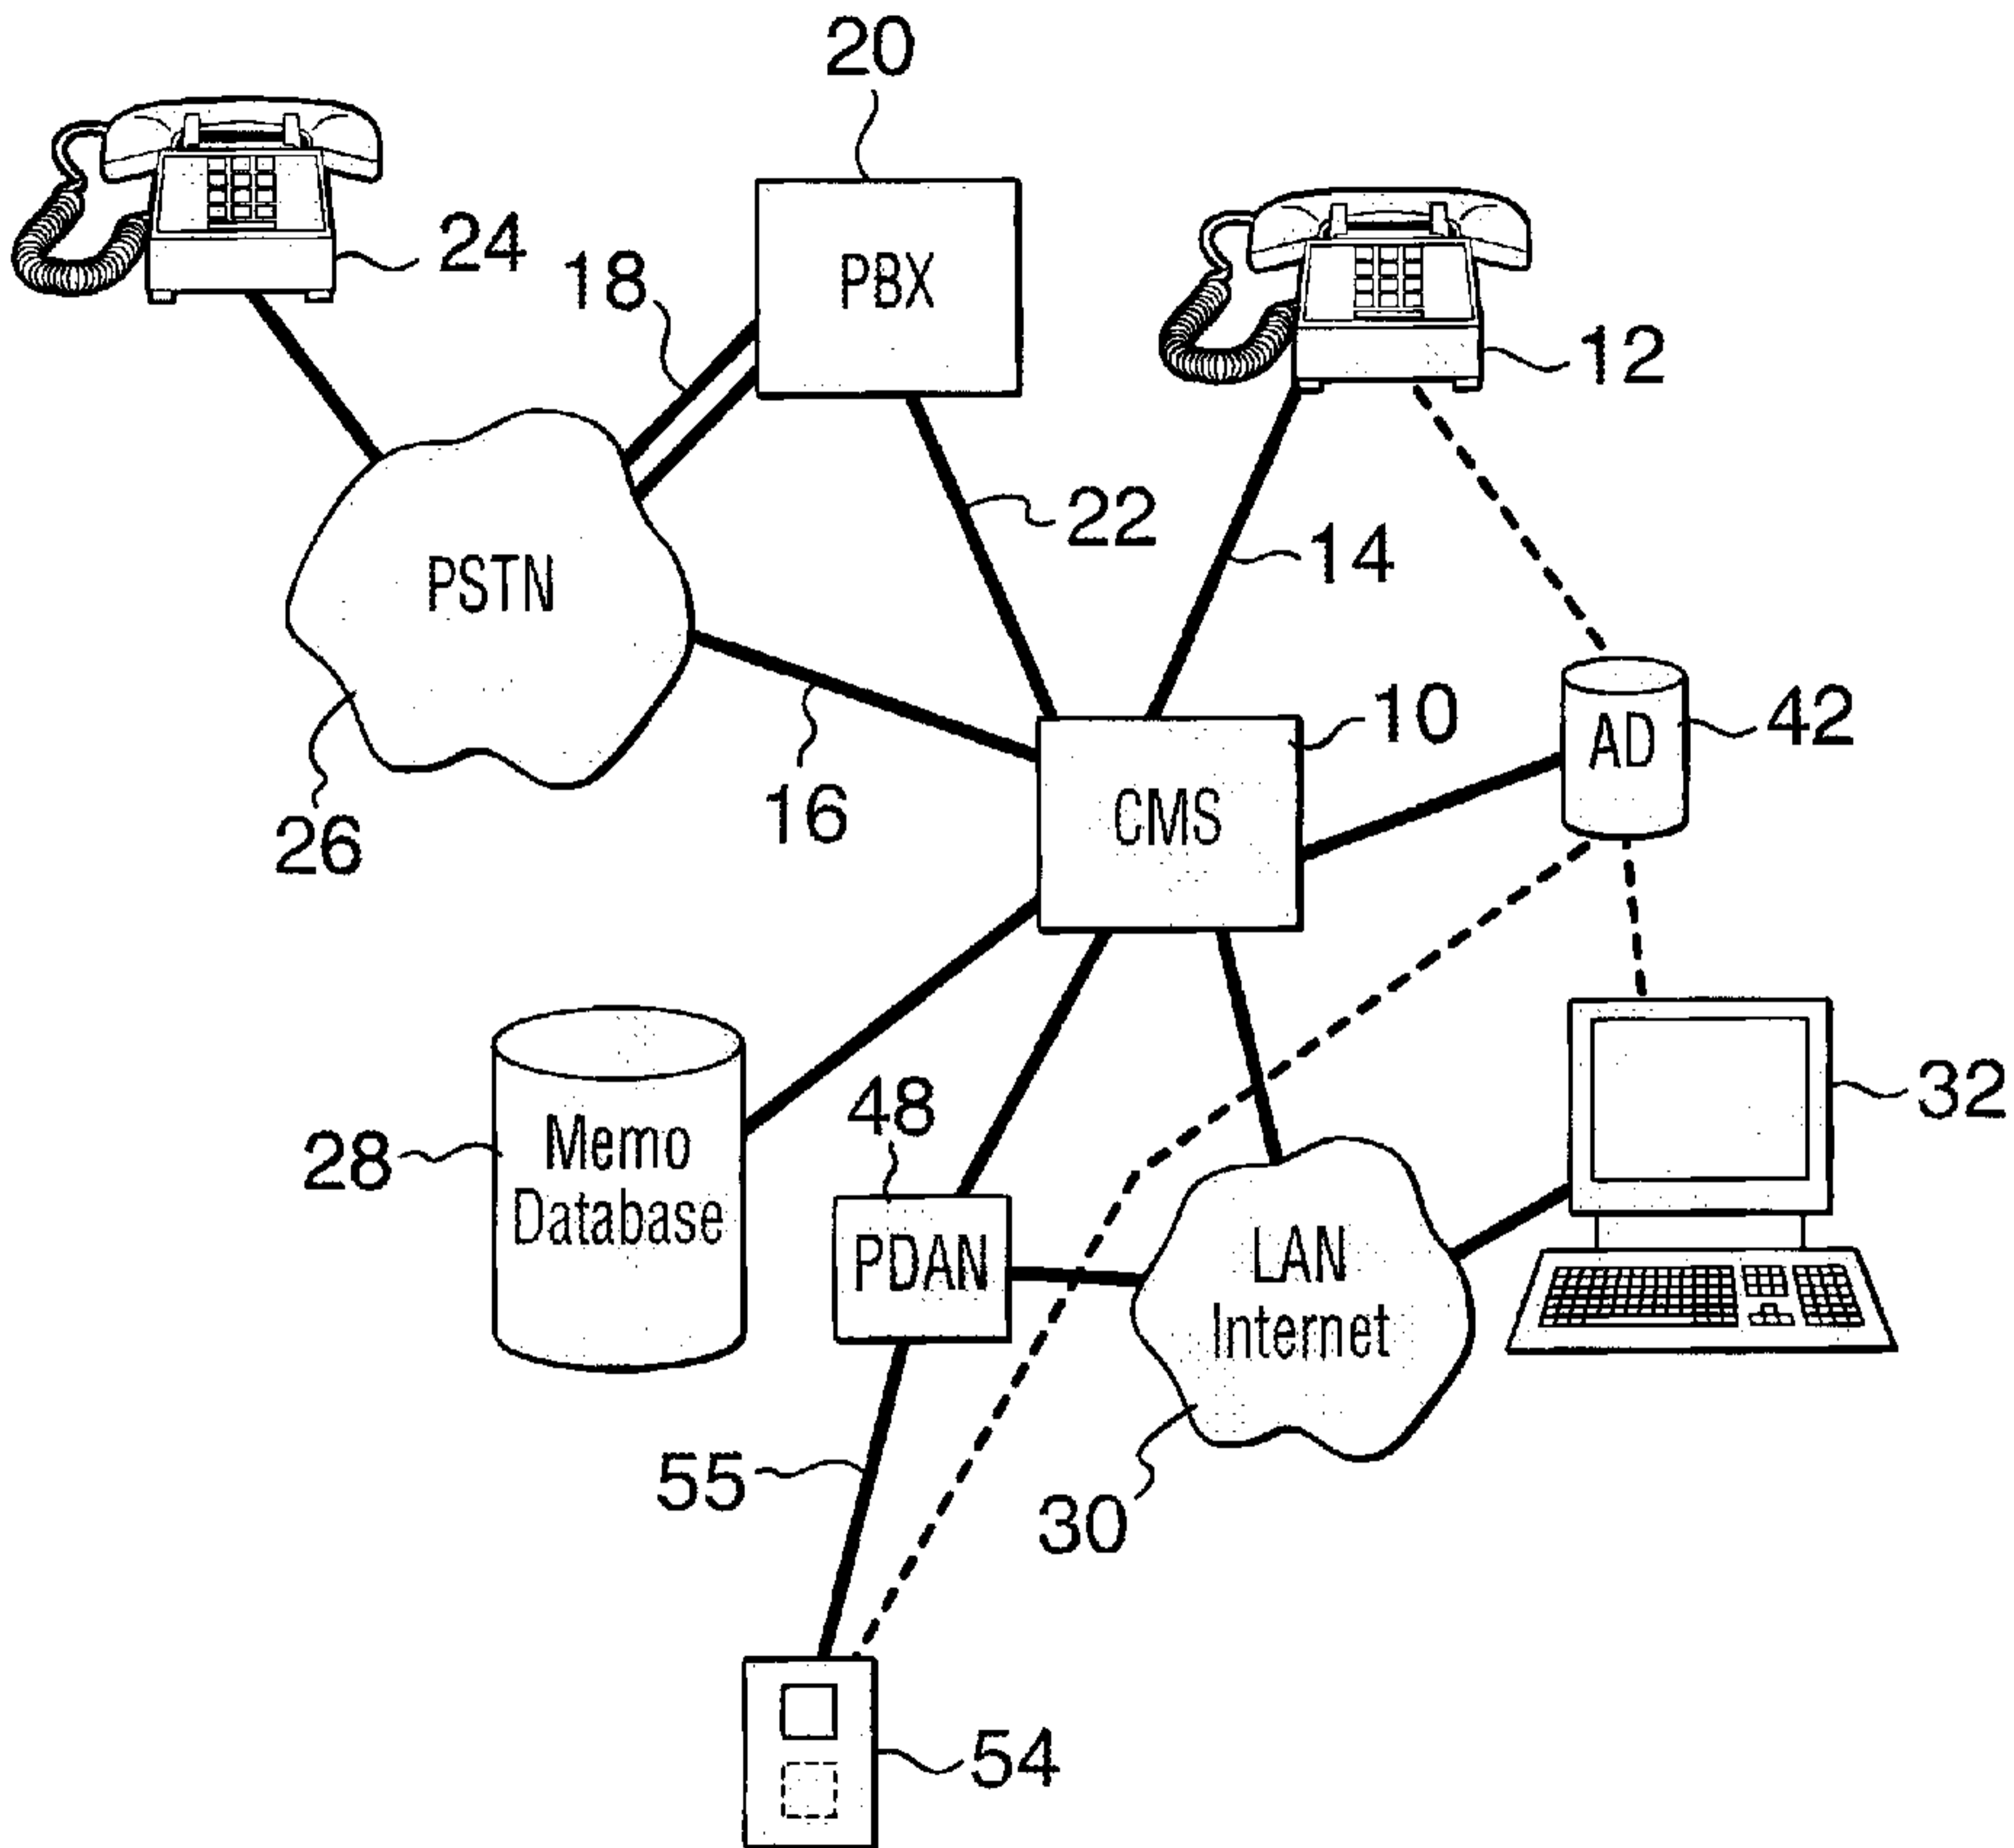 20
24
18
PBX
12
22
14
PSTN
10
42
AD
16
CMS
26
48
32
28
Memo
Database
PDAN
LAN
Internet
55
30
54